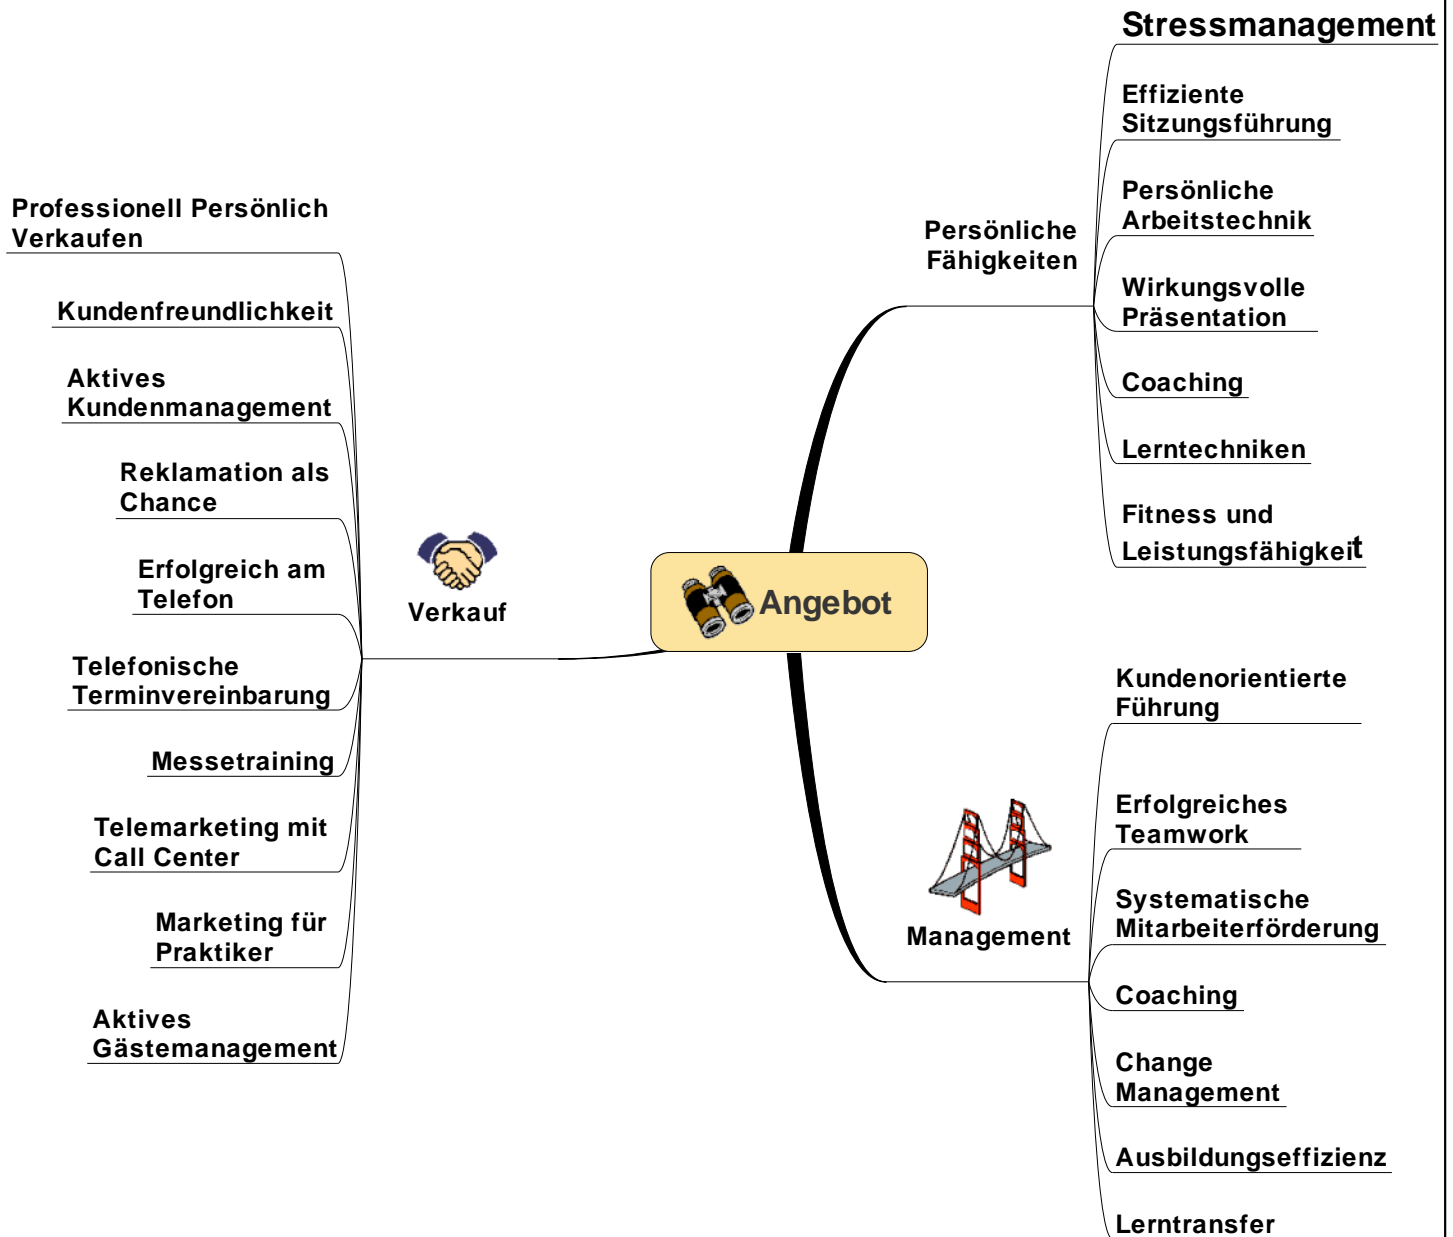 Stressmanagement
Effiziente
Sitzungsführung
Persönliche
Arbeitstechnik
Wirkungsvolle
Präsentation
Coaching
Lerntechniken
Fitness und
Leistungsfähigkeit
Persönliche
Fähigkeiten
Professionell Persönlich
Verkaufen
Kundenfreundlichkeit
Aktives
Kundenmanagement
Reklamation als
Chance
Erfolgreich am
Telefon
Telefonische
Terminvereinbarung
Messetraining
Telemarketing mit
Call Center
Marketing für
Praktiker
Aktives
Gästemanagement
Verkauf
Angebot
Kundenorientierte
Führung
Erfolgreiches
Teamwork
Systematische
Mitarbeiterförderung
Coaching
Change
Management
Ausbildungseffizienz
Lerntransfer
Management